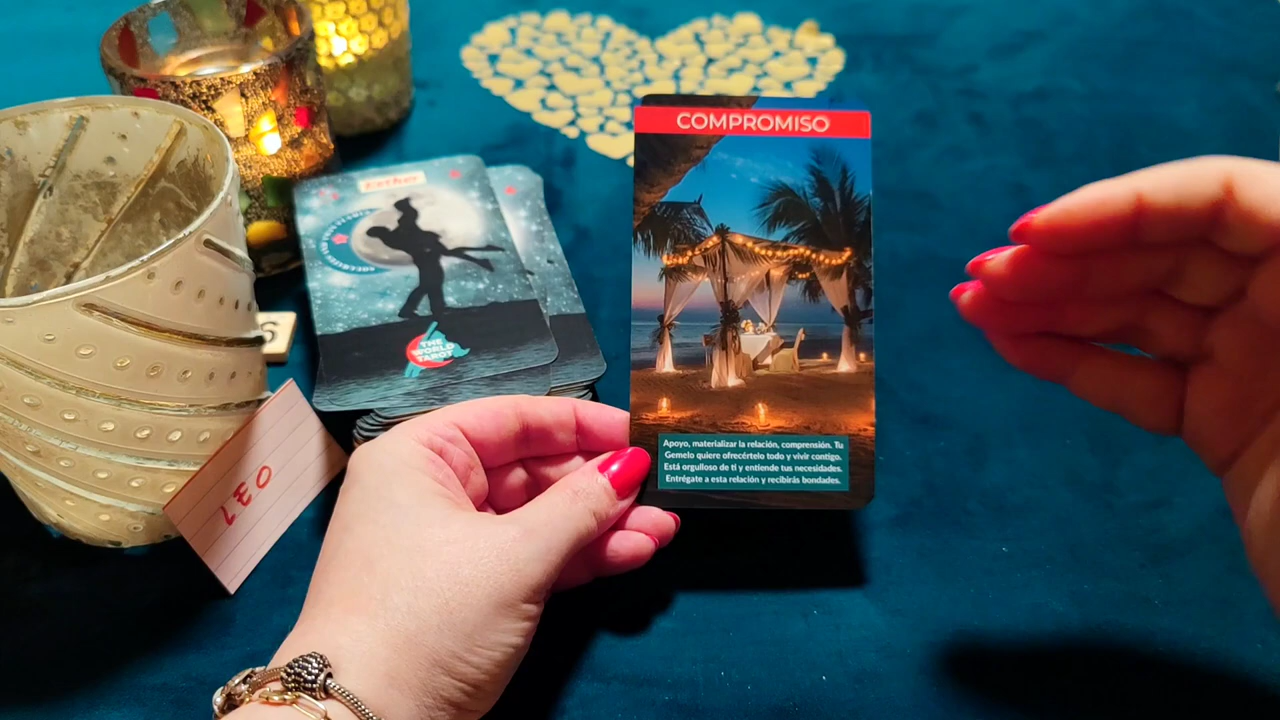 COMPROMISO
Apoyo, materializar la relación, comprensión. Tu
Gemelo quiere ofrecértelo todo y vivir contigo.
Está orgulloso de ti y entiende tus necesidades.
Entrégate a esta relación y recibirás bondades.
Esther
THE
WORLD
TAROT
LEO